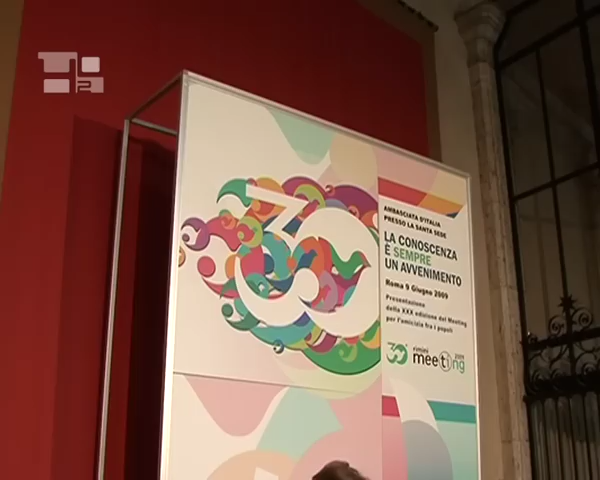 30
AMBASCIATA D'ITALIA
PRESSO LA SANTA SEDE
LA CONOSCENZA
È SEMPRE
UN AVVENIMENTO
Roma 9 Giugno 2009
Presentazione
della XXX edizione del Meeting
per l'amicizia fra i popoli
30 rimini 2009
meeting